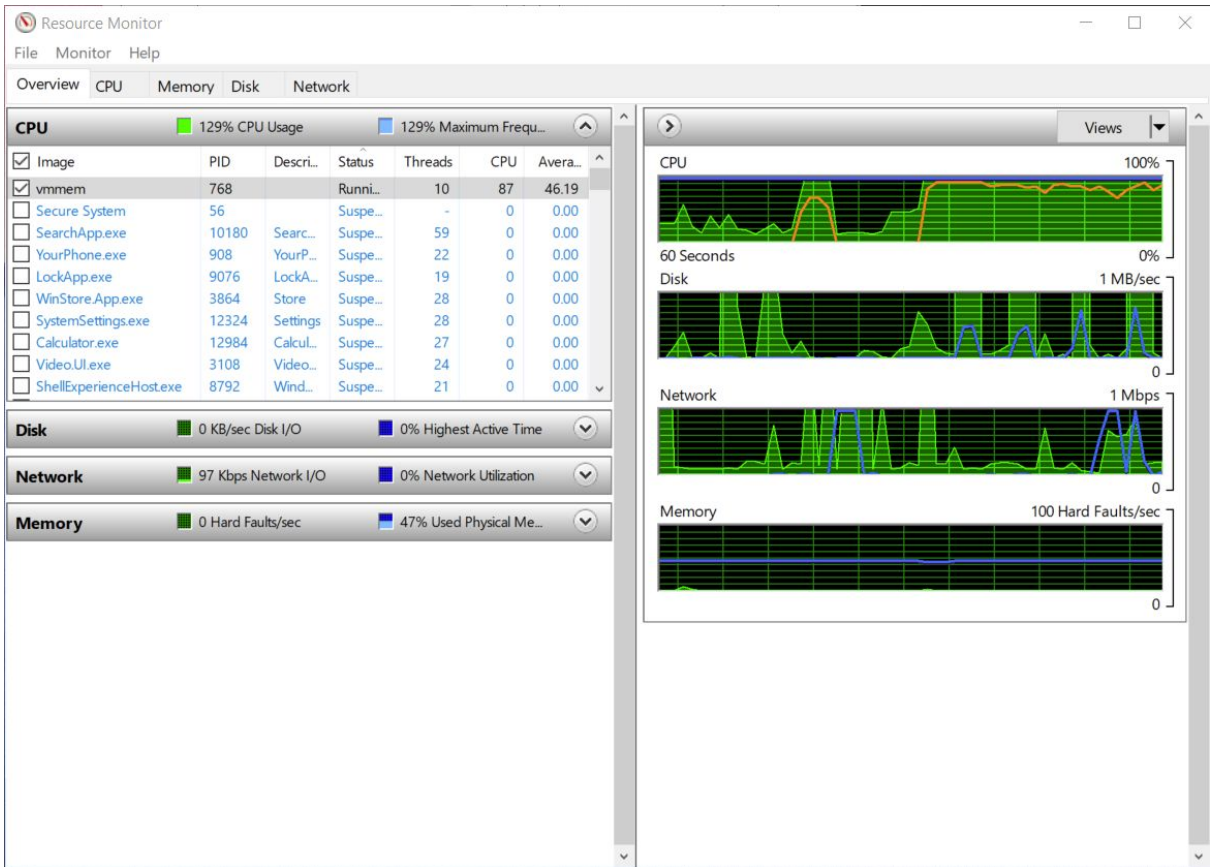 Resource Monitor
File Monitor Help
Overview CPU Memory Disk Network
CPU 129% CPU Usage 129% Maximum Frequ...
Image PID Descri... Status Threads CPU Avera...
vmmem 768 Runni... 10 87 46.19
Secure System 56 Suspe... - 0 0.00
SearchApp.exe 10180 Searc... Suspe... 59 0 0.00
YourPhone.exe 908 YourP... Suspe... 22 0 0.00
LockApp.exe 9076 LockA... Suspe... 19 0 0.00
WinStore.App.exe 3864 Store Suspe... 28 0 0.00
SystemSettings.exe 12324 Settings Suspe... 28 0 0.00
Calculator.exe 12984 Calcul... Suspe... 27 0 0.00
Video.UI.exe 3108 Video... Suspe... 24 0 0.00
ShellExperienceHost.exe 8792 Wind... Suspe... 21 0 0.00
Disk 0 KB/sec Disk I/O 0% Highest Active Time
Network 97 Kbps Network I/O 0% Network Utilization
Memory 0 Hard Faults/sec 47% Used Physical Me...
Views
CPU 100%
60 Seconds 0%
Disk 1 MB/sec
0
Network 1 Mbps
0
Memory 100 Hard Faults/sec
0